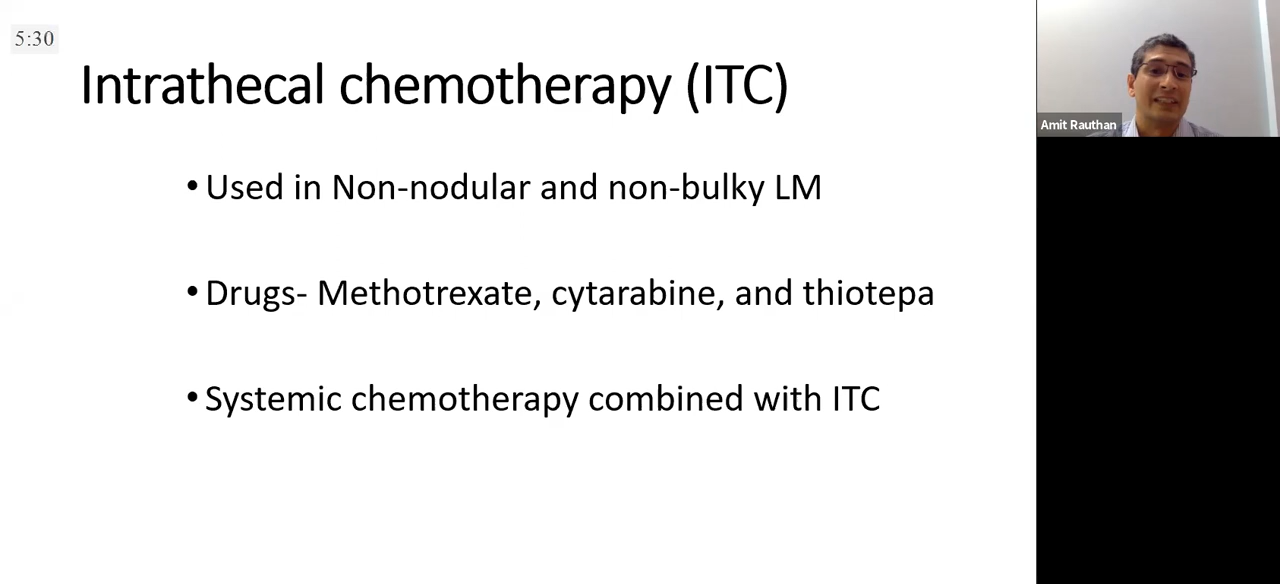 5:30
Intrathecal chemotherapy (ITC)
• Used in Non-nodular and non-bulky LM
• Drugs- Methotrexate, cytarabine, and thiotepa
• Systemic chemotherapy combined with ITC
Amit Rauthan